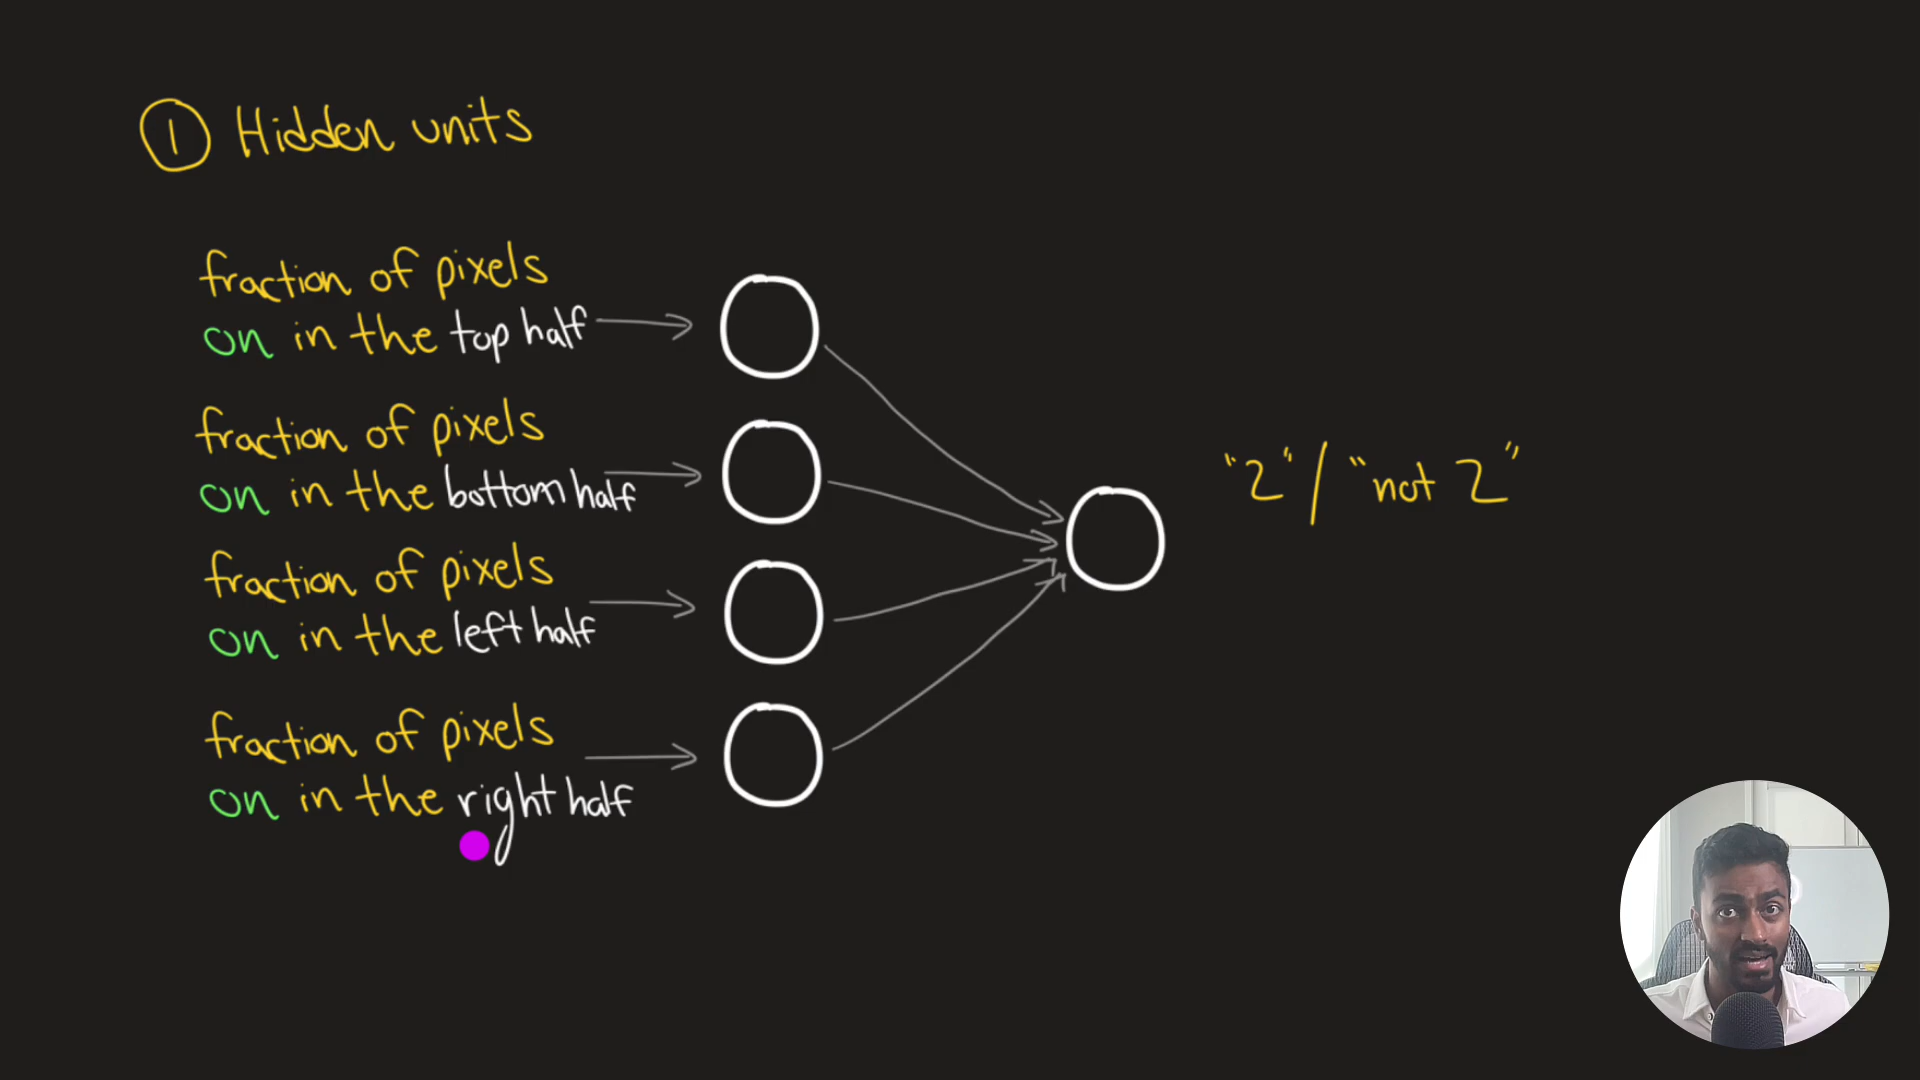 ① Hidden units
fraction of pixels
on in the top half
fraction of pixels
on in the bottom half
fraction of pixels
on in the left half
fraction of pixels
on in the right half
"2" / "not 2"